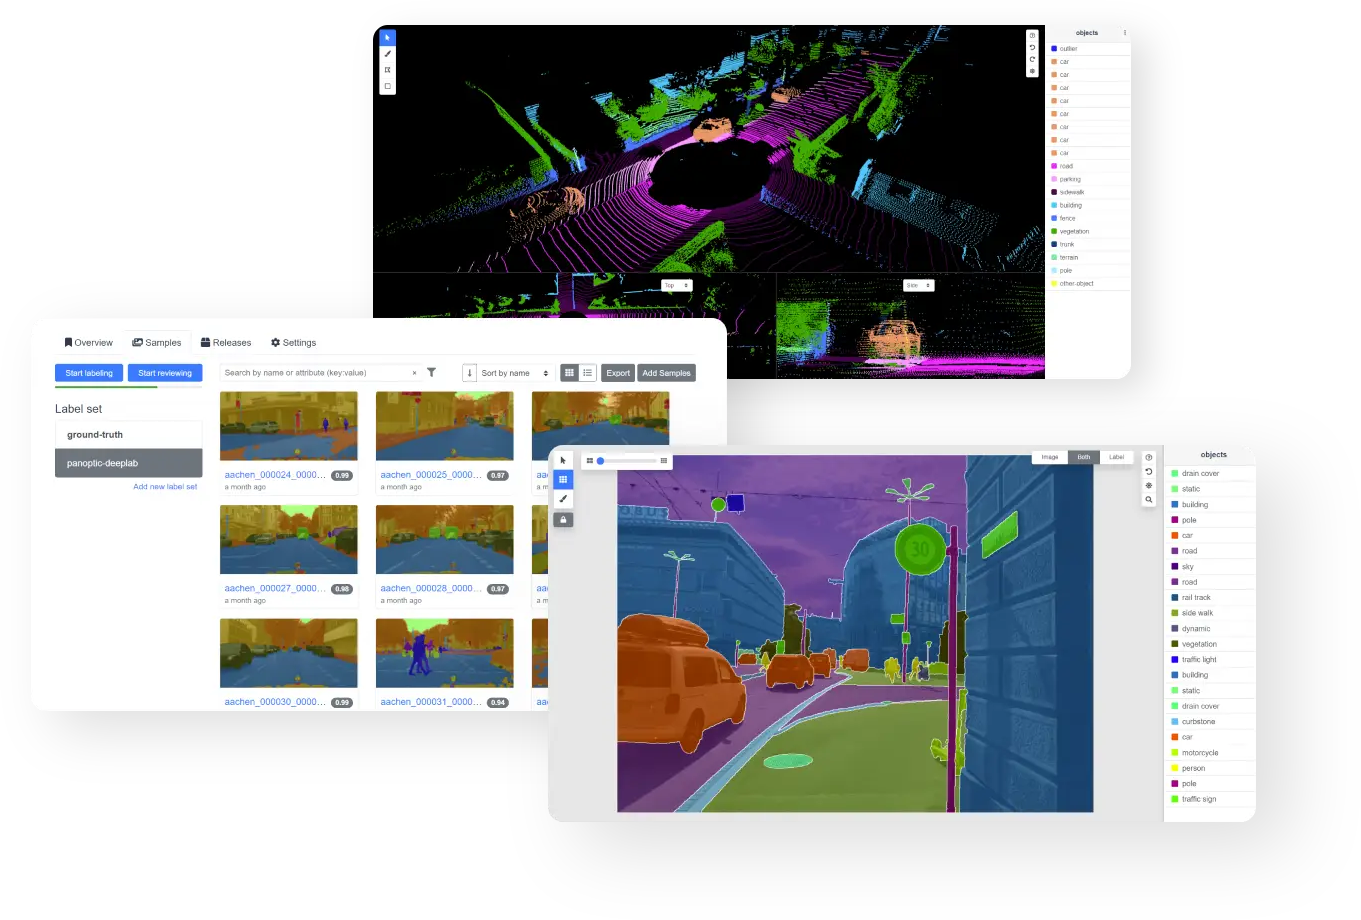 objects
outlier
car
car
car
car
car
car
car
car
road
parking
sidewalk
building
fence
vegetation
trunk
terrain
pole
other-object
Top
Side
Overview
Samples
Releases
Settings
Start labeling
Start reviewing
Search by name or attribute (key:value)
×
Sort by name
Export
Add Samples
Label set
ground-truth
panoptic-deeplab
Add new label set
aachen_000024_0000... 0.99
a month ago
aachen_000025_0000... 0.97
a month ago
aa
aachen_000027_0000... 0.98
a month ago
aachen_000028_0000... 0.97
a month ago
aa
a m
aachen_000030_0000... 0.99
aachen_000031_0000... 0.94
aa
Image
Both
Label
30
objects
drain cover
static
building
pole
car
road
sky
road
rail track
side walk
dynamic
vegetation
traffic light
building
static
drain cover
curbstone
car
motorcycle
person
pole
traffic sign